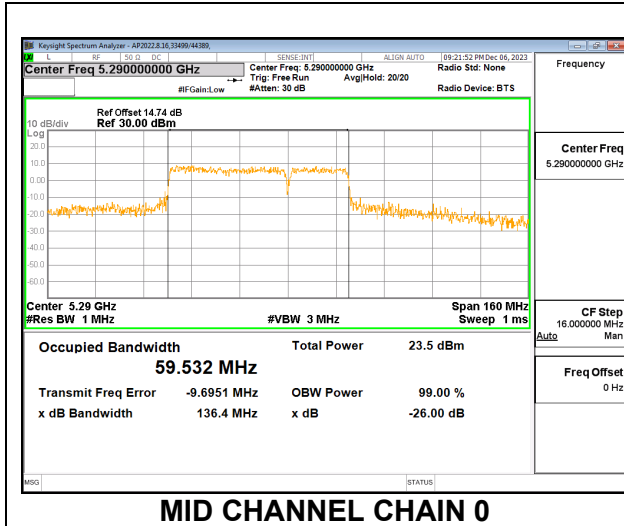 Keysight Spectrum Analyzer - AP2022.8.16,33499/44389,
LXI L RF 50 Ω DC SENSE:INT ALIGN AUTO 09:21:52 PM Dec 06, 2023
Center Freq 5.290000000 GHz Center Freq: 5.290000000 GHz Radio Std: None Frequency
Trig: Free Run Avg|Hold: 20/20
#IFGain:Low #Atten: 30 dB Radio Device: BTS
Ref Offset 14.74 dB
10 dB/div Ref 30.00 dBm
Log
20.0
10.0
0.00
-10.0
-20.0
-30.0
-40.0
-50.0
-60.0
Center Freq
5.290000000 GHz
Center 5.29 GHz Span 160 MHz
#Res BW 1 MHz #VBW 3 MHz Sweep 1 ms
CF Step
16.000000 MHz
Auto Man
Occupied Bandwidth Total Power 23.5 dBm
59.532 MHz
Transmit Freq Error -9.6951 MHz OBW Power 99.00 %
x dB Bandwidth 136.4 MHz x dB -26.00 dB
Freq Offset
0 Hz
MSG STATUS
MID CHANNEL CHAIN 0